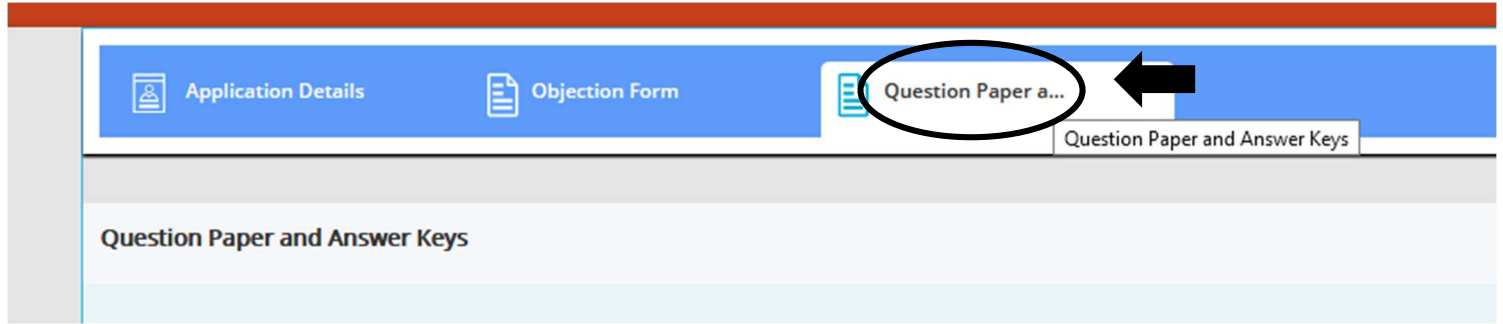 Application Details
Objection Form
Question Paper a...
Question Paper and Answer Keys
Question Paper and Answer Keys